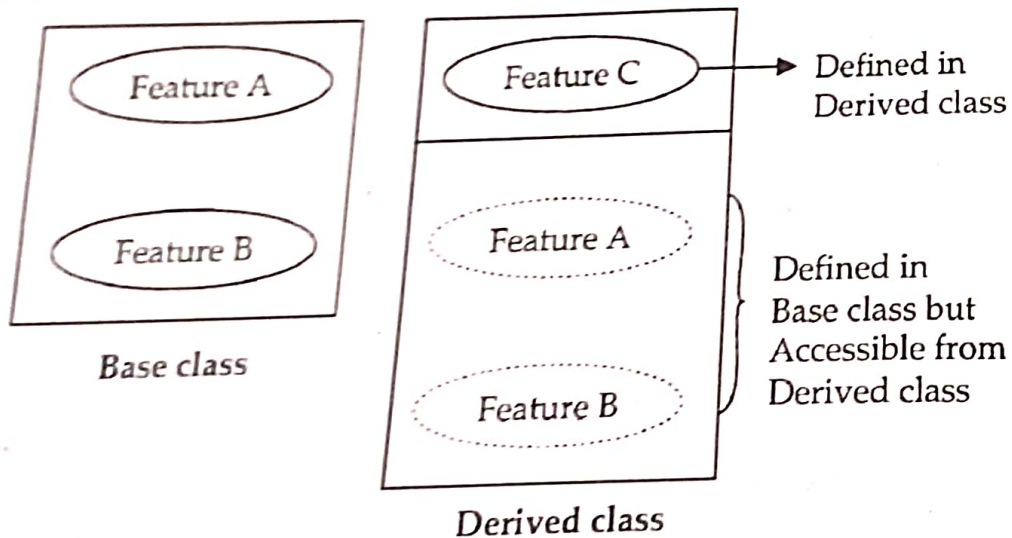 Feature A
Feature B
Base class
Feature C
Defined in
Derived class
Feature A
Feature B
Defined in
Base class but
Accessible from
Derived class
Derived class